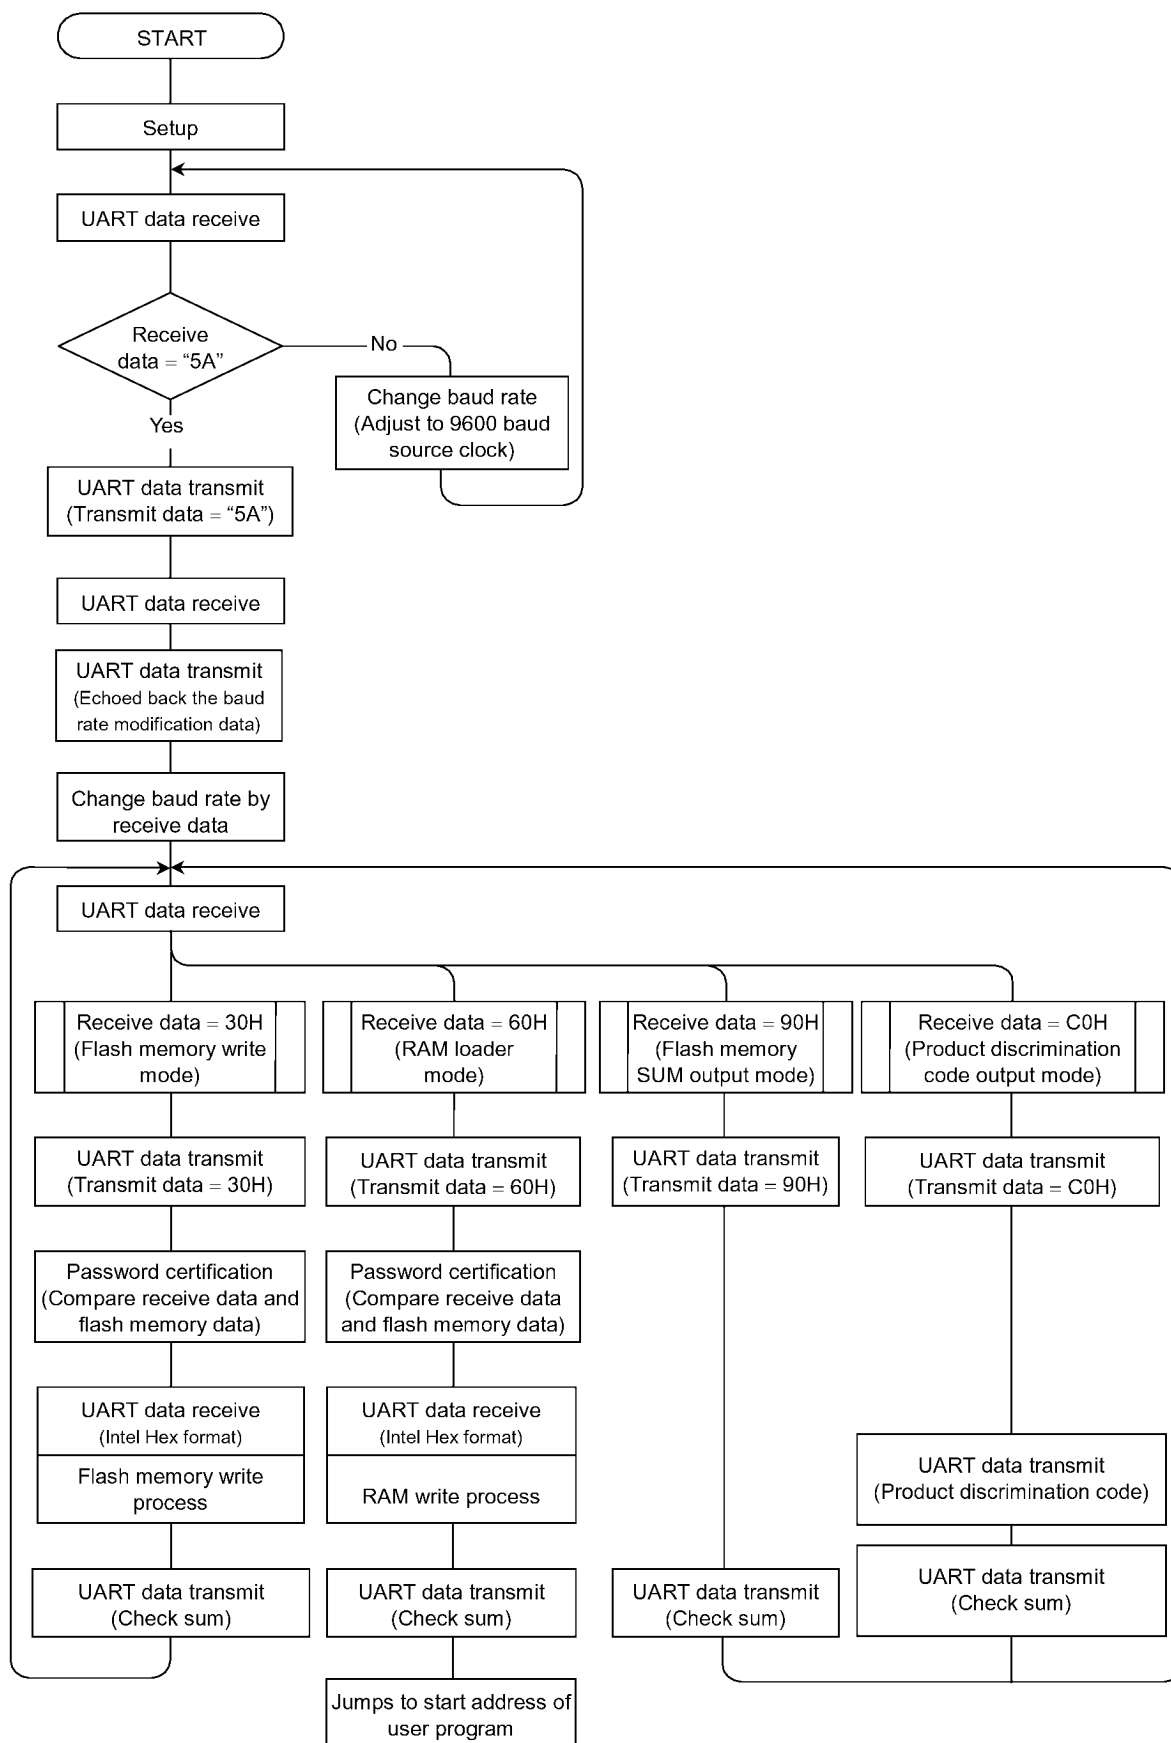 START
Setup
UART data receive
Receive
data = “5A”
No
Change baud rate
(Adjust to 9600 baud
source clock)
Yes
UART data transmit
(Transmit data = “5A”)
UART data receive
UART data transmit
(Echoed back the baud
rate modification data)
Change baud rate by
receive data
UART data receive
Receive data = 30H
(Flash memory write
mode)
Receive data = 60H
(RAM loader
mode)
Receive data = 90H
(Flash memory
SUM output mode)
Receive data = C0H
(Product discrimination
code output mode)
UART data transmit
(Transmit data = 30H)
UART data transmit
(Transmit data = 60H)
UART data transmit
(Transmit data = 90H)
UART data transmit
(Transmit data = C0H)
Password certification
(Compare receive data and
flash memory data)
Password certification
(Compare receive data
and flash memory data)
UART data receive
(Intel Hex format)
Flash memory write
process
UART data receive
(Intel Hex format)
RAM write process
UART data transmit
(Product discrimination code)
UART data transmit
(Check sum)
UART data transmit
(Check sum)
UART data transmit
(Check sum)
UART data transmit
(Check sum)
Jumps to start address of
user program